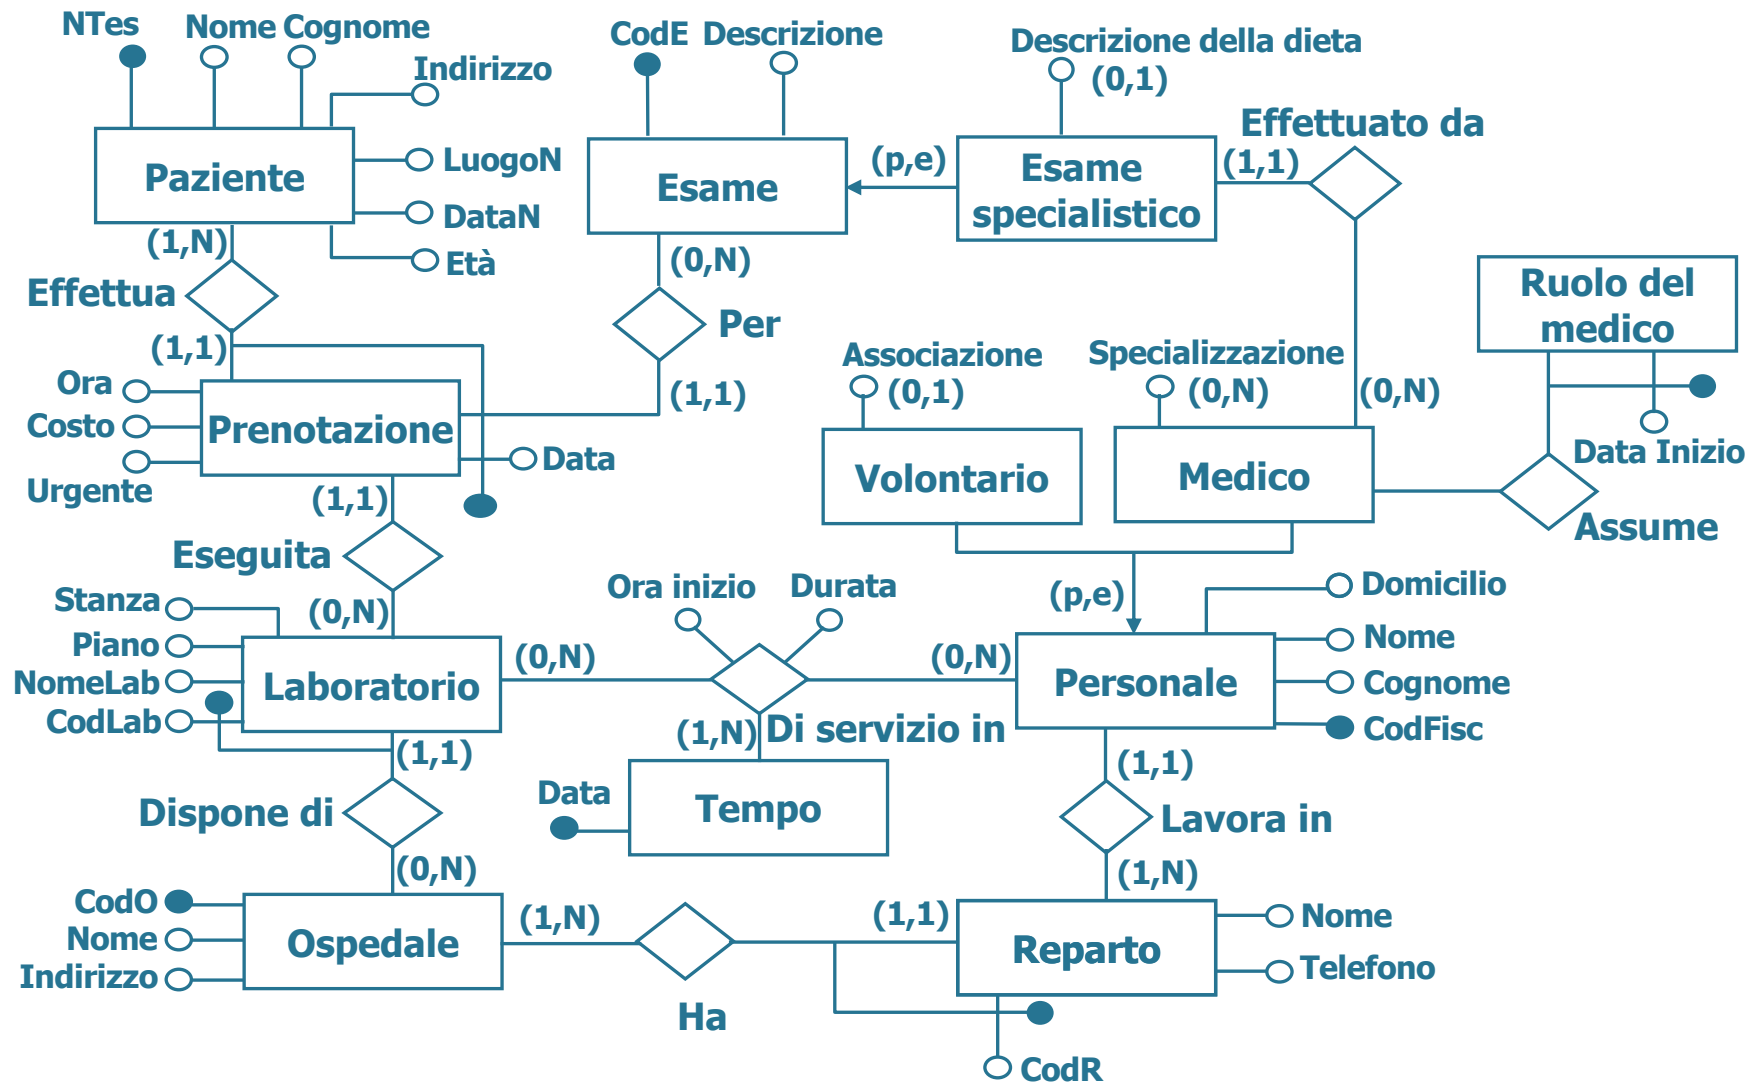 NTes
Nome Cognome
Indirizzo
Paziente
LuogoN
DataN
Età
(1,N)
Effettua
(1,1)
CodE Descrizione
Esame
(p,e)
(0,N)
Per
(1,1)
Descrizione della dieta
(0,1)
Esame
specialistico
Effettuato da
(1,1)
(0,N)
Ruolo del
medico
Data Inizio
Assume
Ora
Costo
Urgente
Prenotazione
Data
(1,1)
Eseguita
(0,N)
Associazione
(0,1)
Volontario
Specializzazione
(0,N)
Medico
(p,e)
Stanza
Piano
NomeLab
CodLab
Laboratorio
(1,1)
(0,N)
Ora inizio
Durata
(0,N)
(1,N)
Di servizio in
Data
Tempo
Personale
Domicilio
Nome
Cognome
CodFisc
(1,1)
Lavora in
(1,N)
Dispone di
(0,N)
CodO
Nome
Indirizzo
Ospedale
(1,N)
Ha
(1,1)
Reparto
Nome
Telefono
CodR